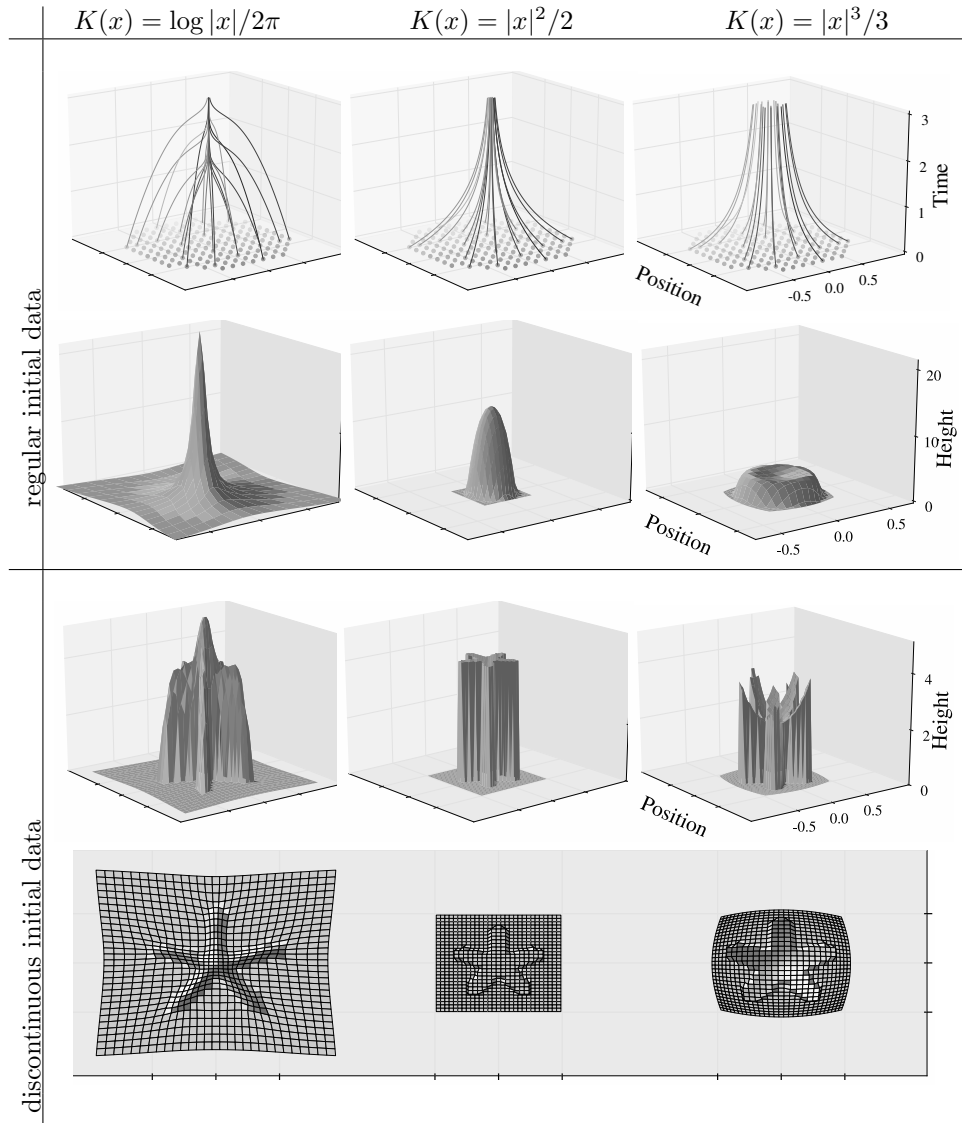 K(x) = log |x|/2π
K(x) = |x|²/2
K(x) = |x|³/3
regular initial data
3
2
1
0
Time
Position
-0.5
0.0
0.5
20
10
0
Height
Position
-0.5
0.0
0.5
discontinuous initial data
4
2
0
Height
Position
-0.5
0.0
0.5